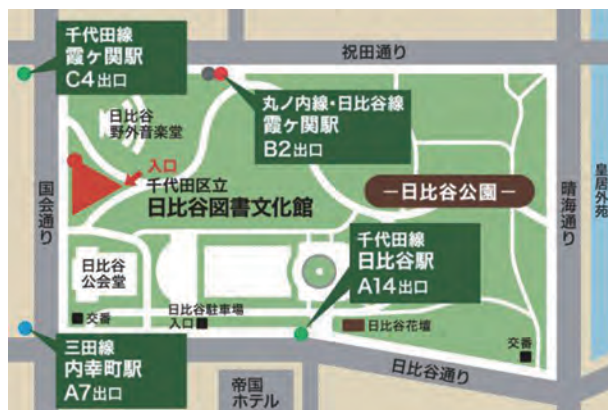 千代田線
霞ヶ関駅
C4出口
祝田通り
丸ノ内線・日比谷線
霞ヶ関駅
B2出口
日比谷
野外音楽堂
入口
千代田区立
日比谷図書文化館
国会通り
ー日比谷公園ー
晴海通り
皇居外苑
千代田線
日比谷駅
A14出口
日比谷
公会堂
交番
日比谷駐車場
入口
日比谷花壇
交番
三田線
内幸町駅
A7出口
帝国
ホテル
日比谷通り